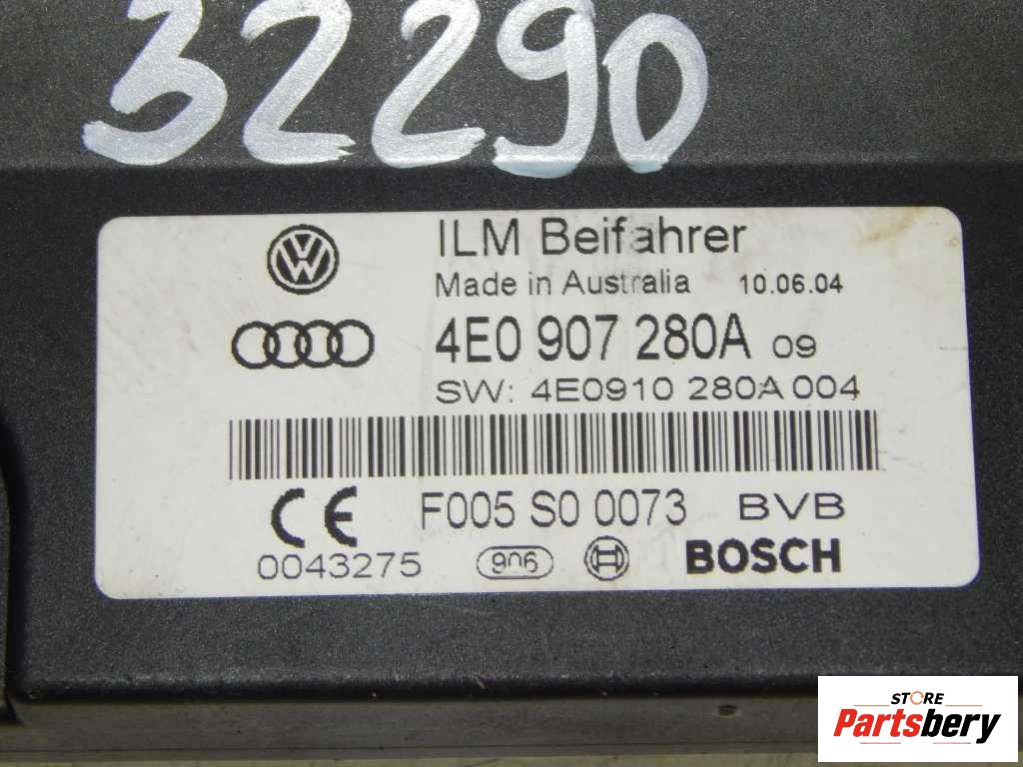 32290
ILM Beifahrer
Made in Australia 10.06.04
4E0 907 280A 09
SW: 4E0910 280A 004
F005 S0 0073 BVB
0043275 906 BOSCH
STORE
Partsbery